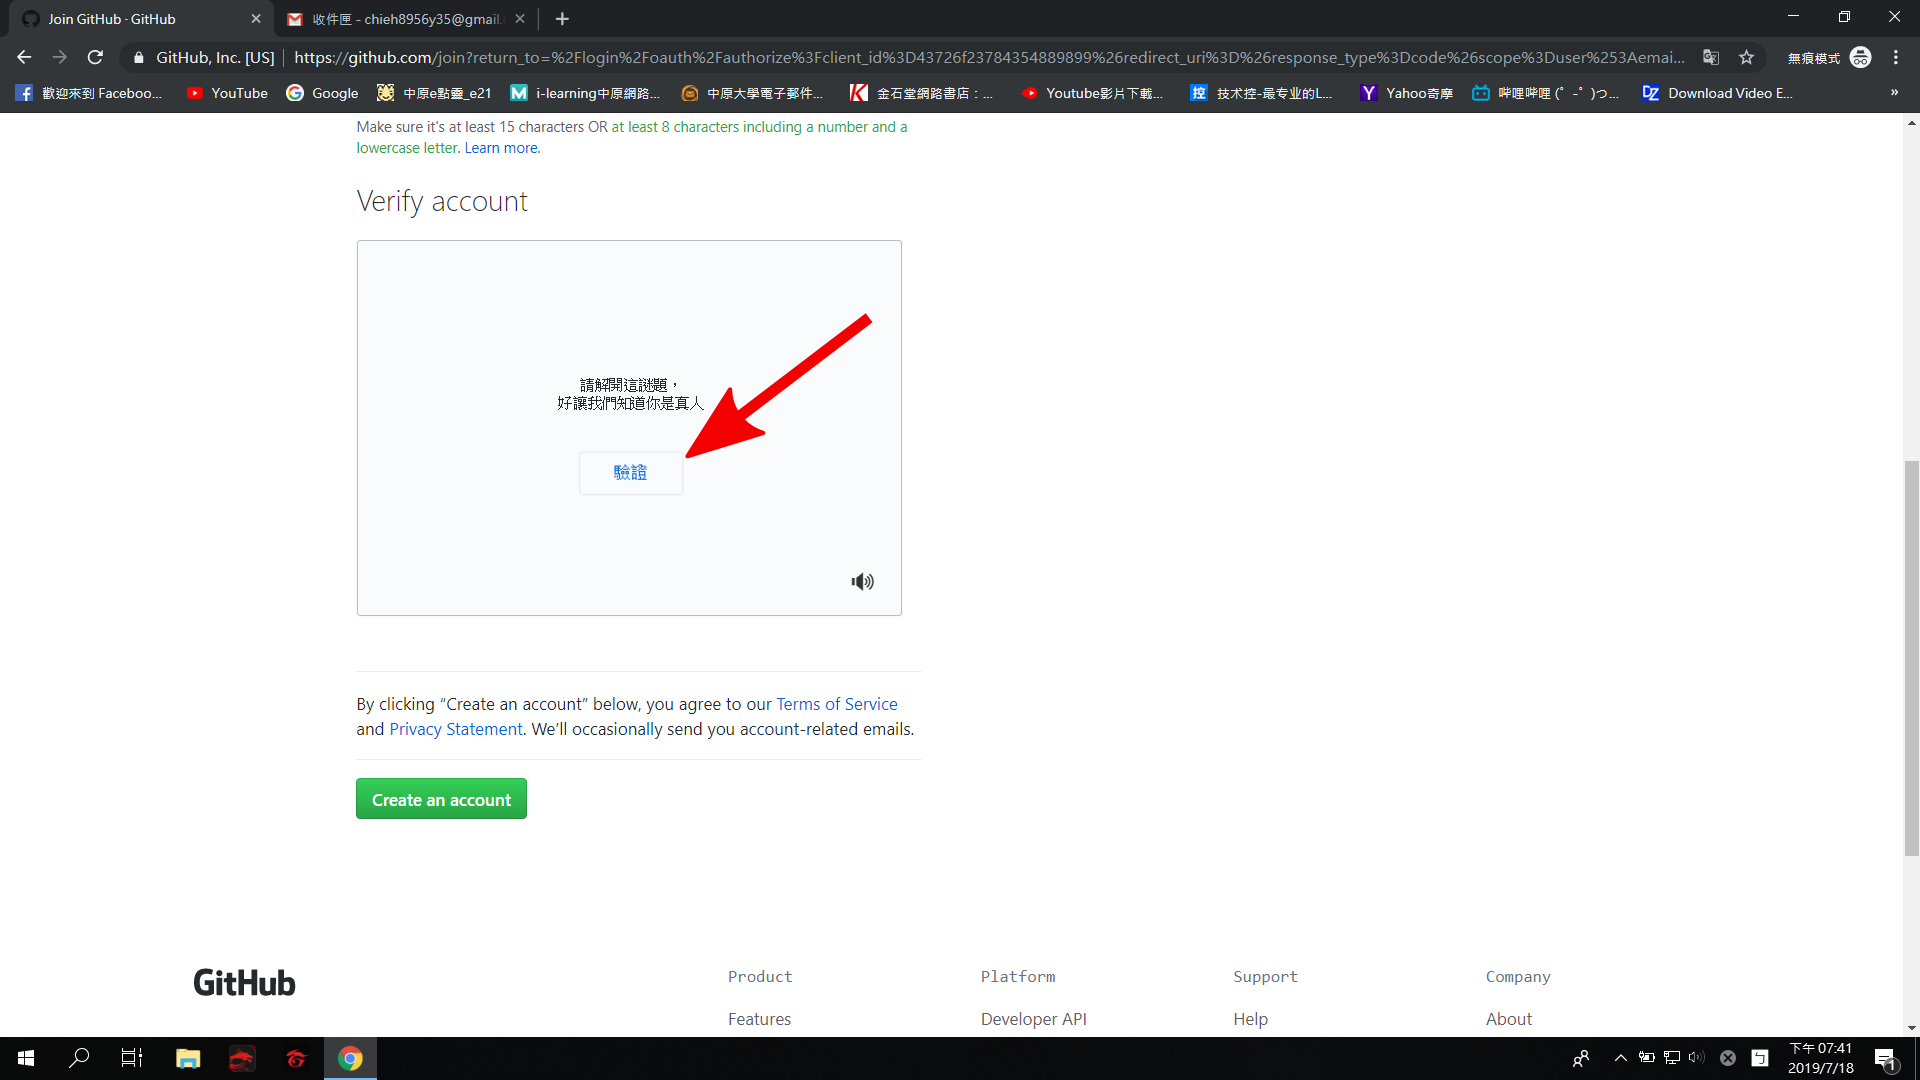 Join GitHub · GitHub
收件匣 - chieh8956y35@gmail.
GitHub, Inc. [US]
https://github.com/join?return_to=%2Flogin%2Foauth%2Fauthorize%3Fclient_id%3D43726f23784354889899%26redirect_uri%3D%26response_type%3Dcode%26scope%3Duser%253Aemai...
無痕模式
歡迎來到 Faceboo...
YouTube
Google
中原e點靈_e21
i-learning中原網路...
中原大學電子郵件...
金石堂網路書店：...
Youtube影片下載...
技术控-最专业的L...
Yahoo奇摩
哔哩哔哩 (゜-゜)つ...
Download Video E...
»
Make sure it's at least 15 characters OR at least 8 characters including a number and a
lowercase letter. Learn more.
Verify account
請解開這謎題，
好讓我們知道你是真人
驗證
By clicking “Create an account” below, you agree to our Terms of Service
and Privacy Statement. We’ll occasionally send you account-related emails.
Create an account
GitHub
Product
Platform
Support
Company
Features
Developer API
Help
About
下午 07:41
2019/7/18
1